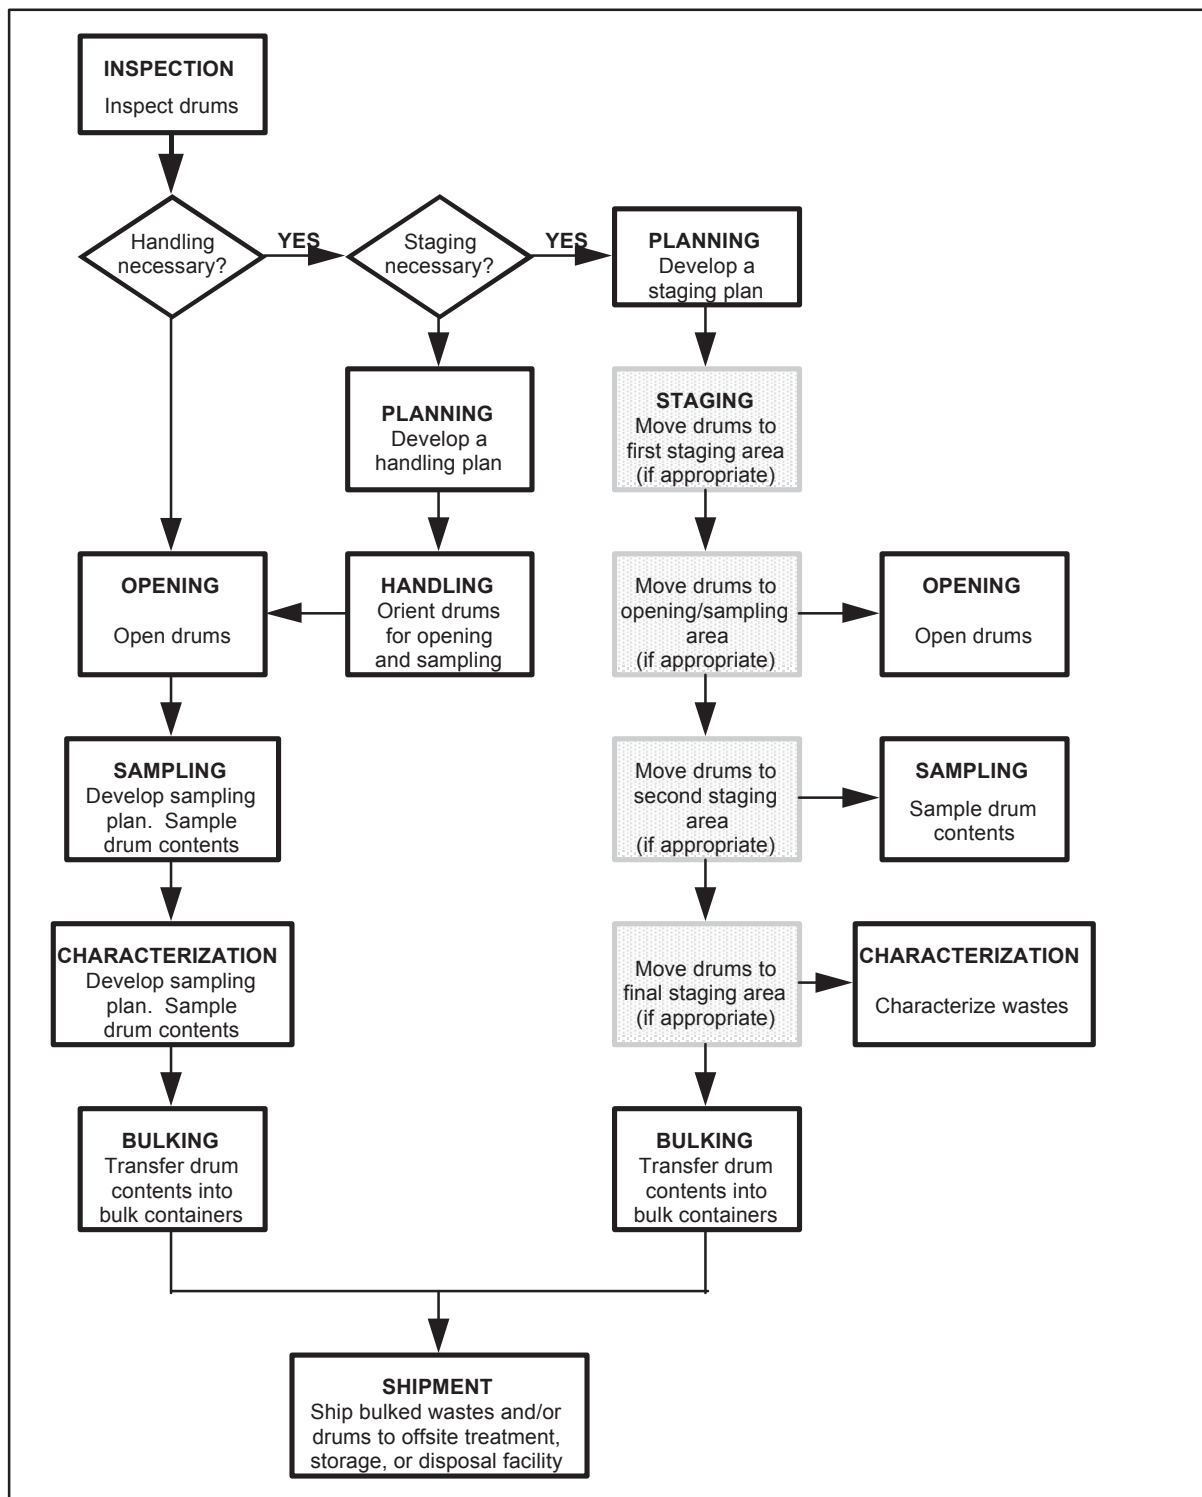 INSPECTION
Inspect drums
Handling
necessary?
YES
Staging
necessary?
YES
PLANNING
Develop a
staging plan
PLANNING
Develop a
handling plan
STAGING
Move drums to
first staging area
(if appropriate)
OPENING
Open drums
HANDLING
Orient drums
for opening
and sampling
Move drums to
opening/sampling
area
(if appropriate)
OPENING
Open drums
SAMPLING
Develop sampling
plan.  Sample
drum contents
Move drums to
second staging
area
(if appropriate)
SAMPLING
Sample drum
contents
CHARACTERIZATION
Develop sampling
plan.  Sample
drum contents
Move drums to
final staging area
(if appropriate)
CHARACTERIZATION
Characterize wastes
BULKING
Transfer drum
contents into
bulk containers
BULKING
Transfer drum
contents into
bulk containers
SHIPMENT
Ship bulked wastes and/or
drums to offsite treatment,
storage, or disposal facility